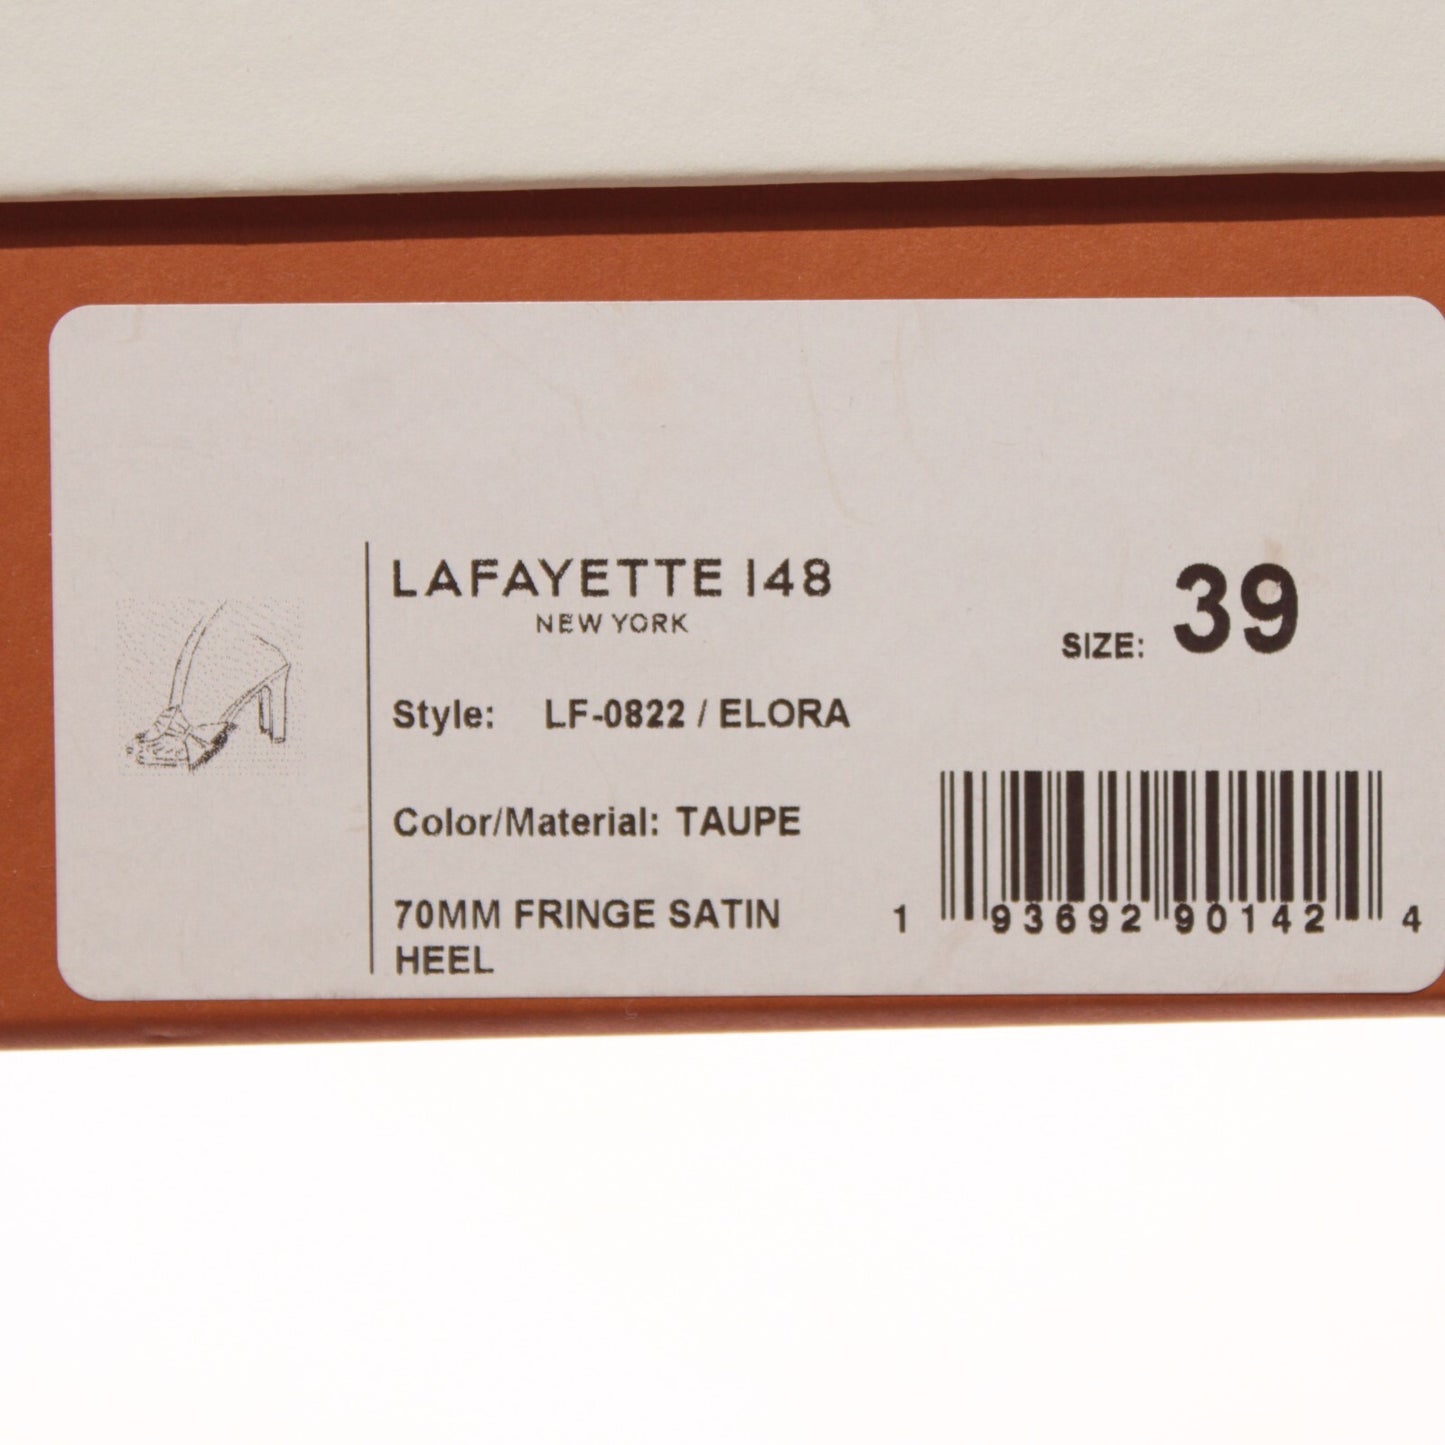 LAFAYETTE 148
NEW YORK
SIZE: 39
Style: LF-0822 / ELORA
Color/Material: TAUPE
70MM FRINGE SATIN
HEEL
1 93692 90142 4